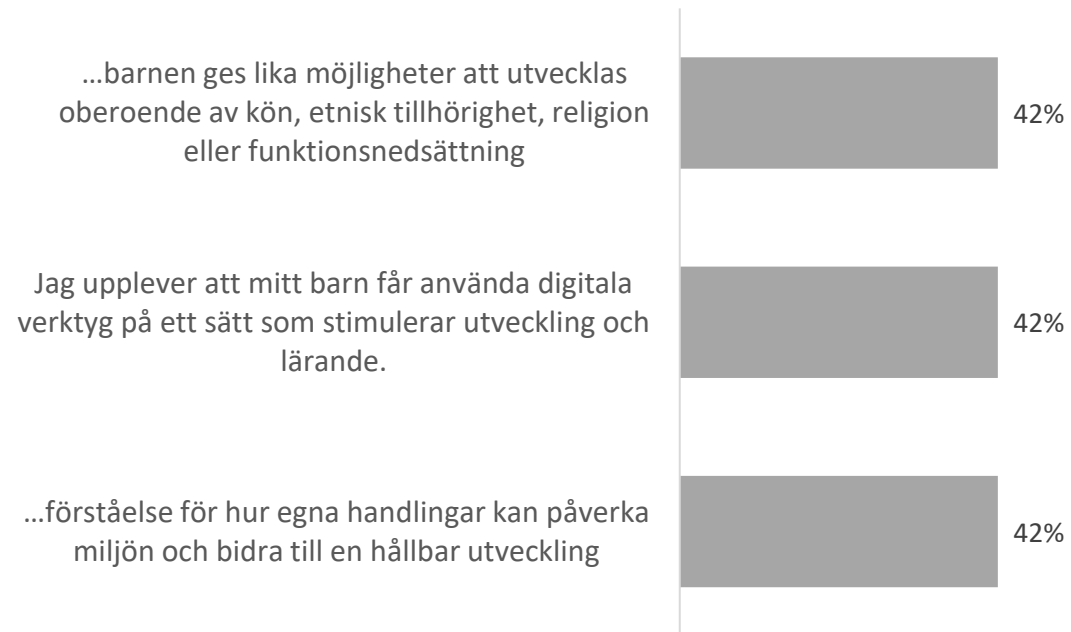 …barnen ges lika möjligheter att utvecklas
oberoende av kön, etnisk tillhörighet, religion
eller funktionsnedsättning
42%
Jag upplever att mitt barn får använda digitala
verktyg på ett sätt som stimulerar utveckling och
lärande.
42%
…förståelse för hur egna handlingar kan påverka
miljön och bidra till en hållbar utveckling
42%